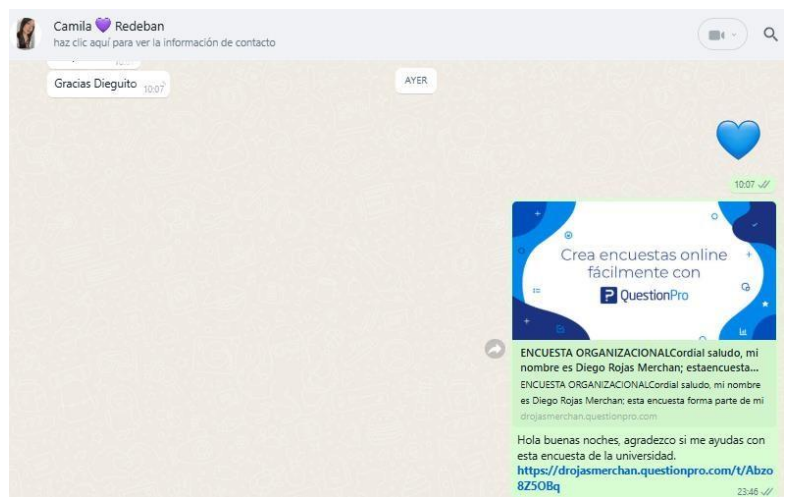 Camila 💜 Redeban
haz clic aquí para ver la información de contacto
Gracias Dieguito 10:07
AYER
10:07
Crea encuestas online
fácilmente con
QuestionPro
ENCUESTA ORGANIZACIONALCordial saludo, mi
nombre es Diego Rojas Merchan; estaencuesta...
ENCUESTA ORGANIZACIONALCordial saludo, mi nombre
es Diego Rojas Merchan; esta encuesta forma parte de mi
drojasmerchan.questionpro.com
Hola buenas noches, agradezco si me ayudas con
esta encuesta de la universidad.
https://drojasmerchan.questionpro.com/t/Abzo
8Z5OBq
23:46